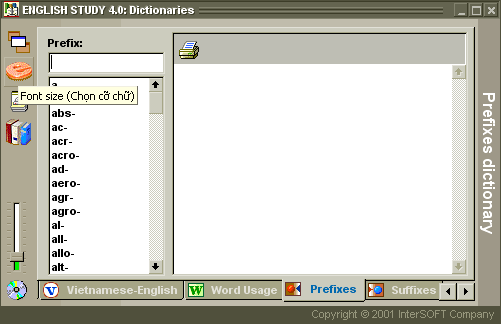 ENGLISH STUDY 4.0: Dictionaries
Prefix:
a-
Font size (Chọn cỡ chữ)
abs-
ac-
acr-
acro-
ad-
aero-
agr-
agro-
al-
all-
allo-
alt-
Prefixes dictionary
Vietnamese-English
Word Usage
Prefixes
Suffixes
Copyright © 2001 InterSOFT Company